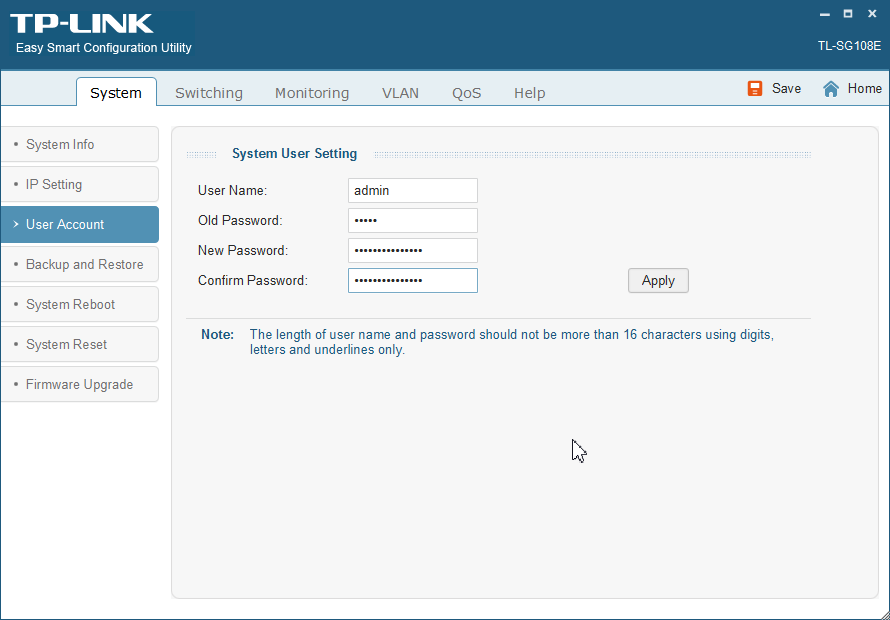 TP-LINK
Easy Smart Configuration Utility
TL-SG108E
System Switching Monitoring VLAN QoS Help Save Home
• System Info
• IP Setting
› User Account
• Backup and Restore
• System Reboot
• System Reset
• Firmware Upgrade
System User Setting
User Name: admin
Old Password: •••••
New Password: •••••••••••••••
Confirm Password: •••••••••••••••
Apply
Note: The length of user name and password should not be more than 16 characters using digits,
letters and underlines only.